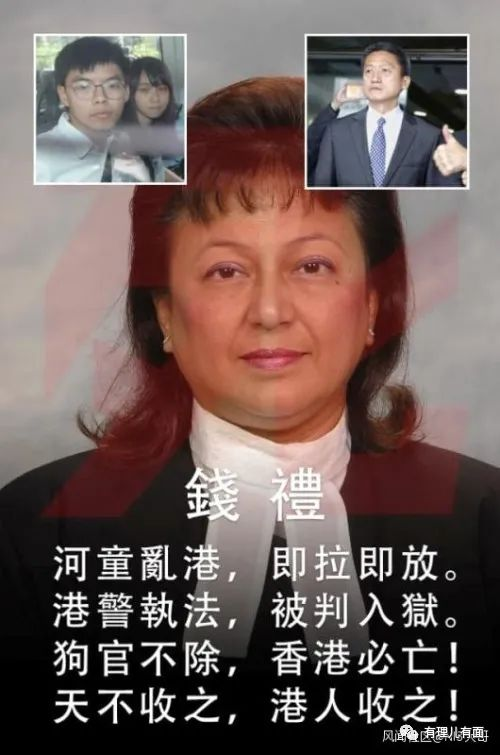 錢禮
河童亂港，即拉即放。
港警執法，被判入獄。
狗官不除，香港必亡！
天不收之，港人收之！
有理儿有面